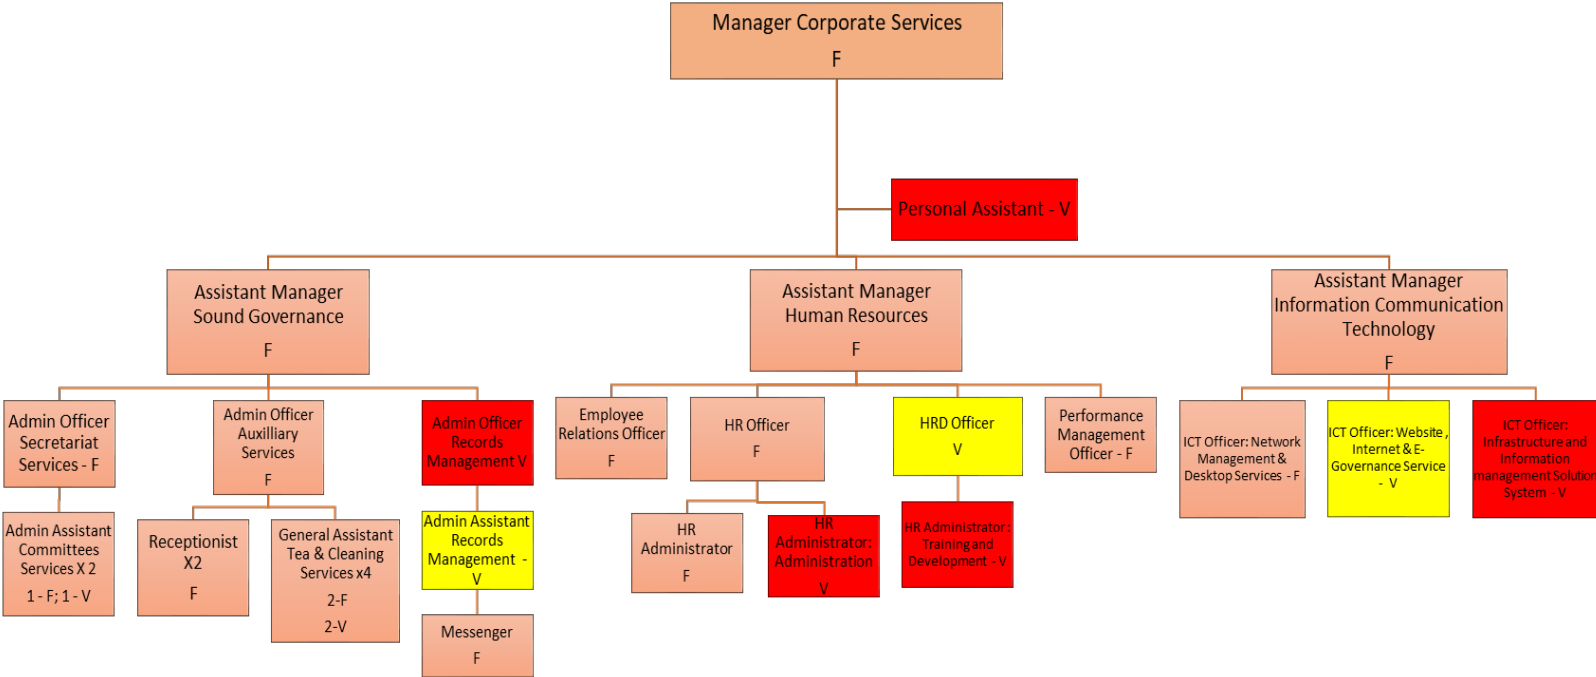 Manager Corporate Services
F
Personal Assistant - V
Assistant Manager
Sound Governance
F
Assistant Manager
Human Resources
F
Assistant Manager
Information Communication
Technology
F
Admin Officer
Secretariat
Services - F
Admin Officer
Auxilliary
Services
F
Admin Officer
Records
Management V
Employee
Relations Officer
F
HR Officer
F
HRD Officer
V
Performance
Management
Officer - F
ICT Officer: Network
Management &
Desktop Services - F
ICT Officer: Website,
Internet & E-
Governance Service
- V
ICT Officer:
Infrastructure and
Information
management Solution
System - V
Admin Assistant
Committees
Services X 2
1 - F; 1 - V
Receptionist
X2
F
General Assistant
Tea & Cleaning
Services x4
2-F
2-V
Admin Assistant
Records
Management -
V
Messenger
F
HR
Administrator
F
HR
Administrator:
Administration
V
HR Administrator:
Training and
Development - V